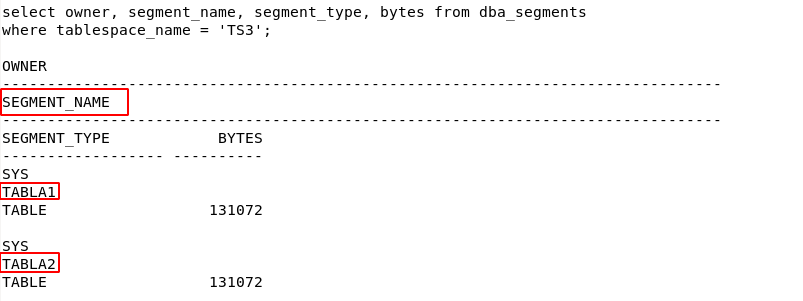 select owner, segment_name, segment_type, bytes from dba_segments
where tablespace_name = 'TS3';
OWNER
--------------------------------------------------------------------------------
SEGMENT_NAME
--------------------------------------------------------------------------------
SEGMENT_TYPE            BYTES
------------------ ----------
SYS
TABLA1
TABLE                  131072
SYS
TABLA2
TABLE                  131072